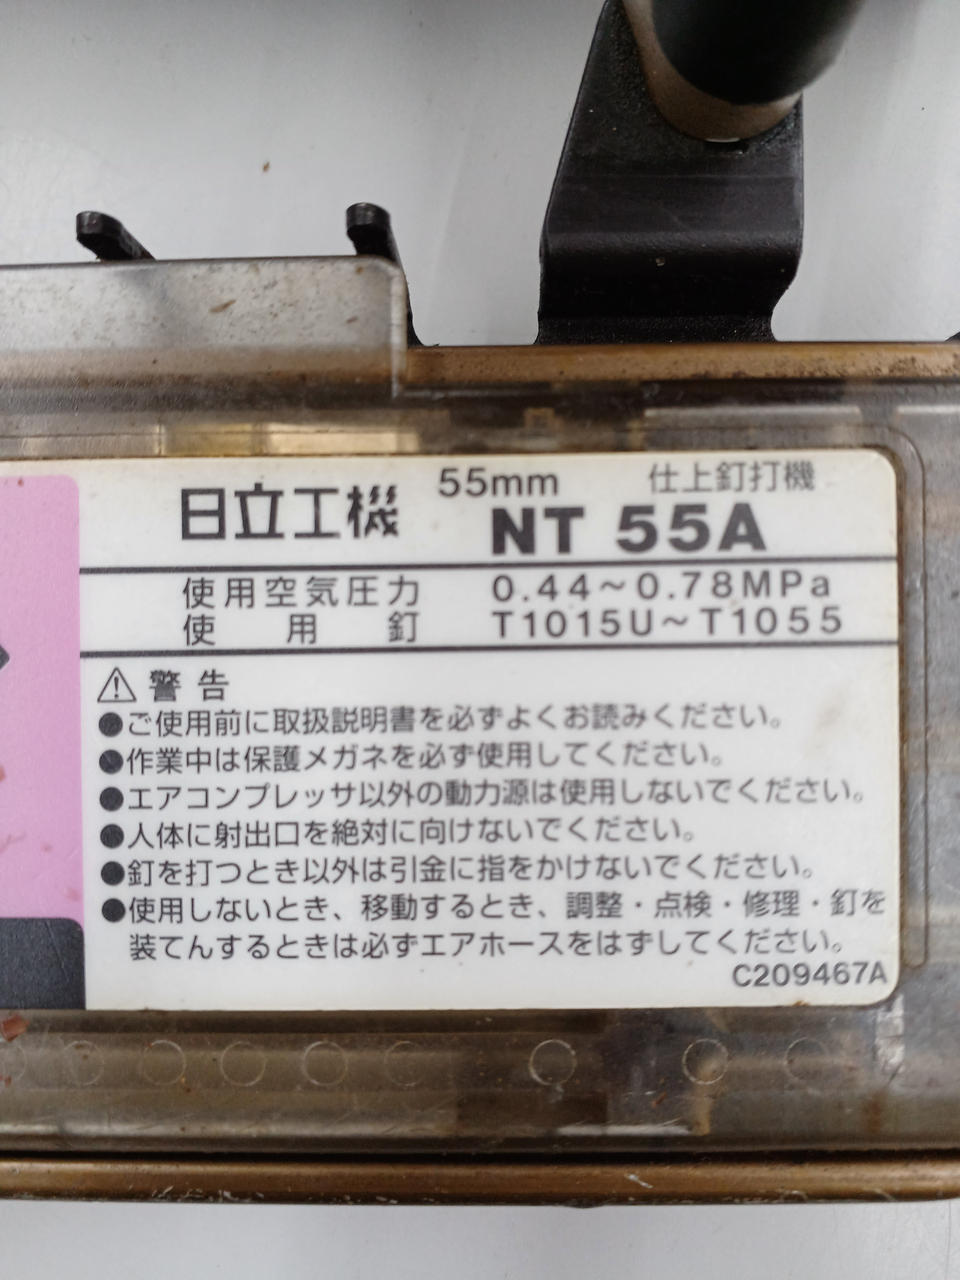 日立工機 55mm 仕上釘打機
NT 55A
使用空気圧力 0.44～0.78MPa
使用釘 T1015U～T1055
⚠ 警告
●ご使用前に取扱説明書を必ずよくお読みください。
●作業中は保護メガネを必ず使用してください。
●エアコンプレッサ以外の動力源は使用しないでください。
●人体に射出口を絶対に向けないでください。
●釘を打つとき以外は引金に指をかけないでください。
●使用しないとき、移動するとき、調整・点検・修理・釘を
装てんするときは必ずエアホースをはずしてください。
C209467A